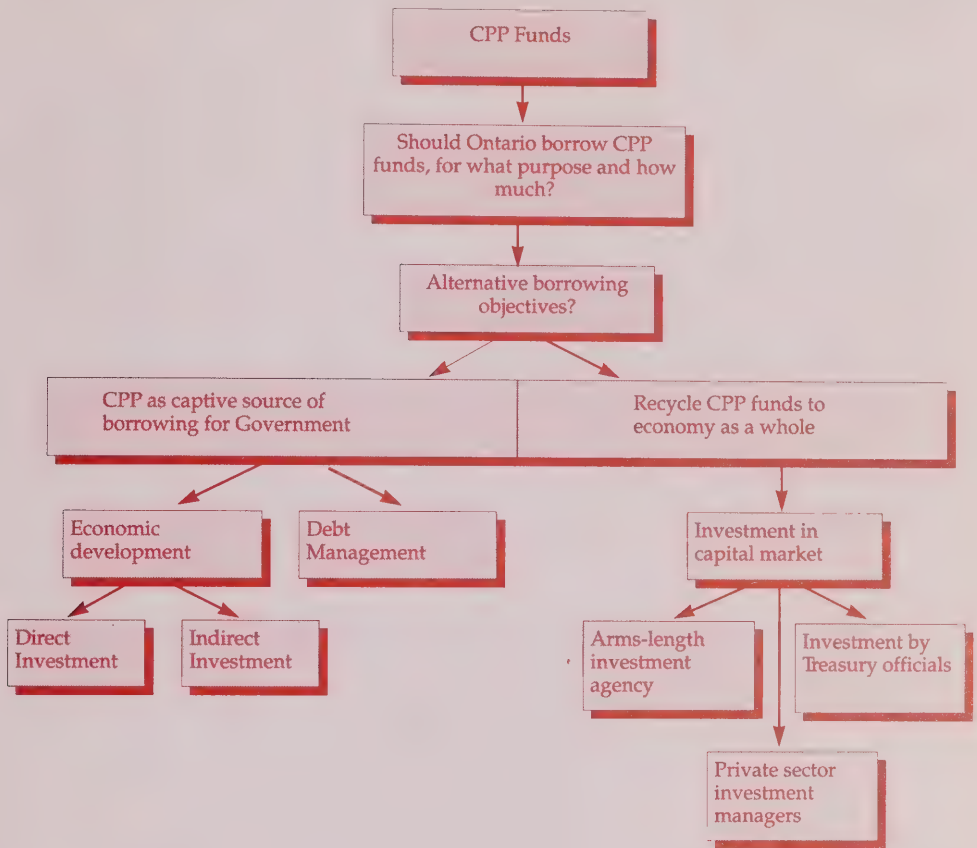 CPP Funds
Should Ontario borrow CPP
funds, for what purpose and how
much?
Alternative borrowing
objectives?
CPP as captive source of
borrowing for Government
Recycle CPP funds to
economy as a whole
Economic
development
Debt
Management
Investment in
capital market
Direct
Investment
Indirect
Investment
Arms-length
investment
agency
Investment by
Treasury officials
Private sector
investment
managers